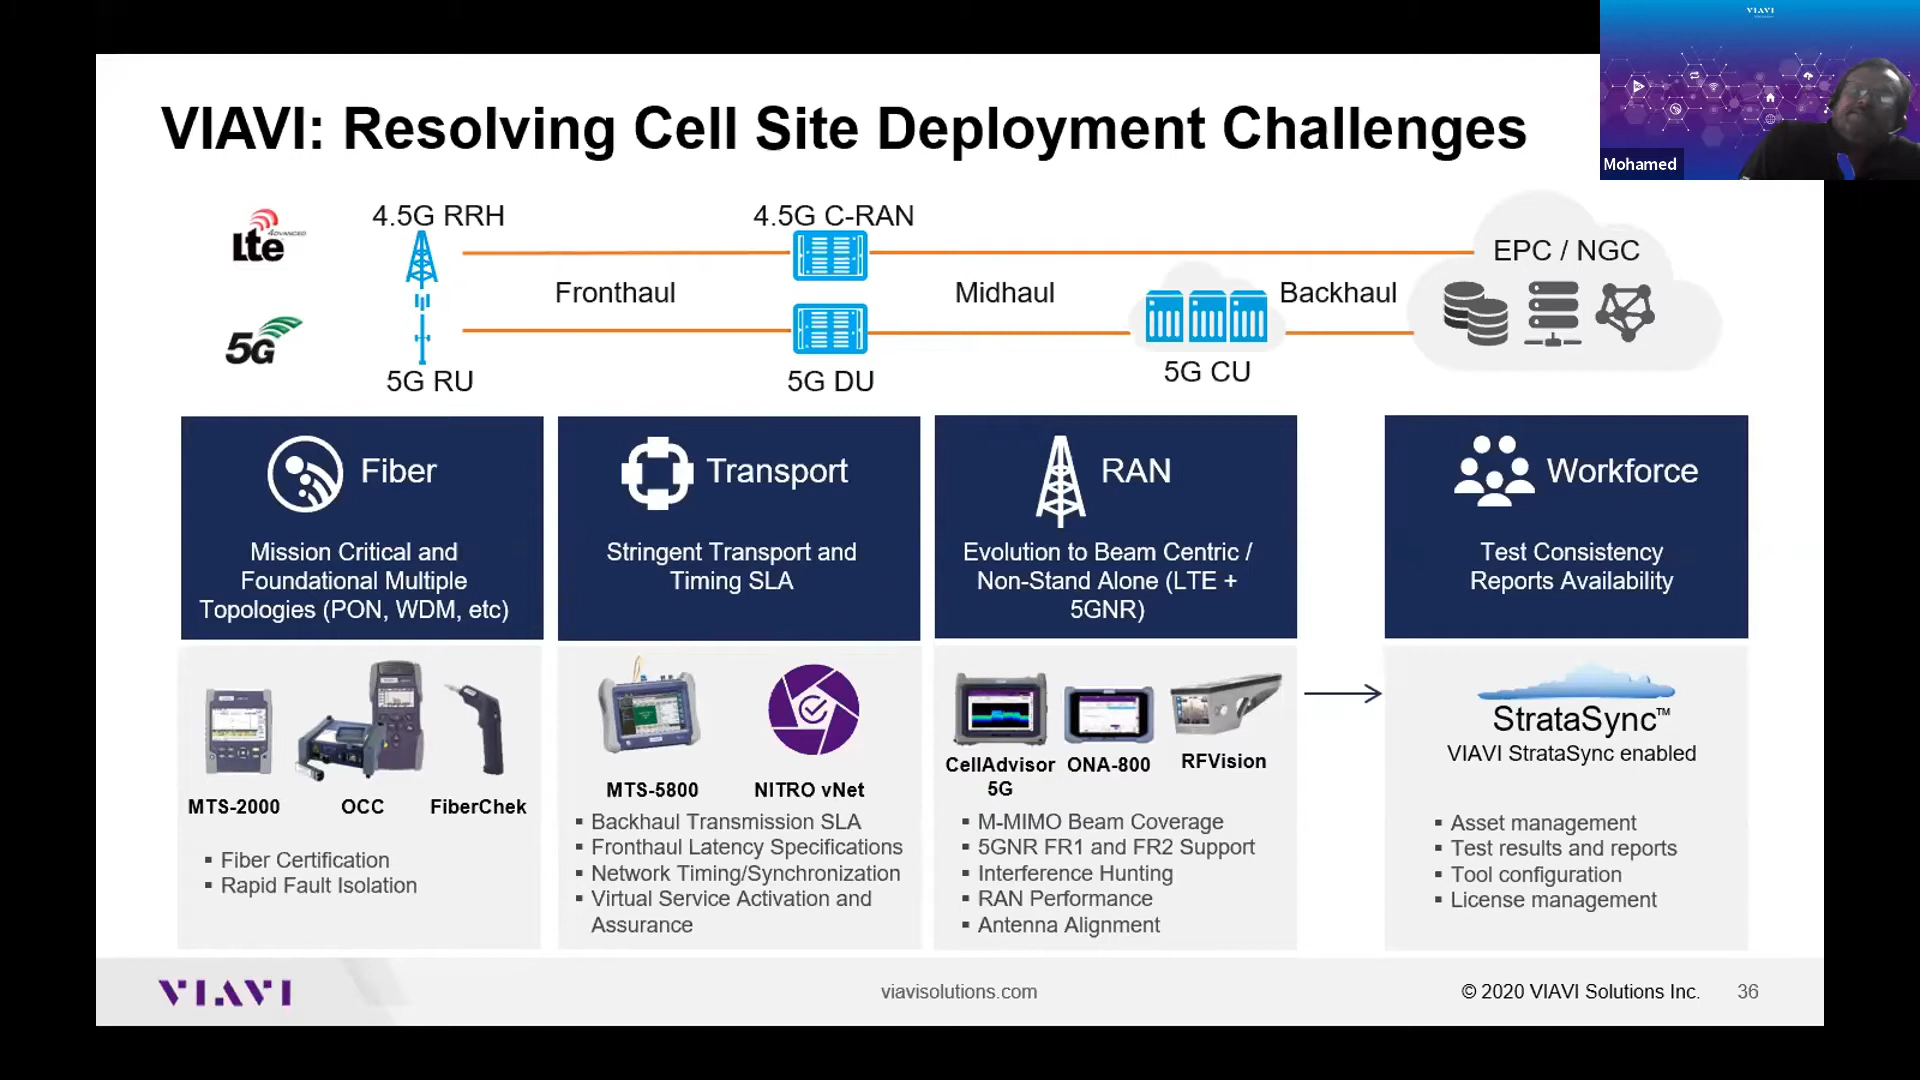 VIAVI
Mohamed
VIAVI: Resolving Cell Site Deployment Challenges
Lte
4DVANCED
4.5G RRH
4.5G C-RAN
EPC / NGC
Fronthaul
Midhaul
Backhaul
5G
5G RU
5G DU
5G CU
Fiber
Mission Critical and
Foundational Multiple
Topologies (PON, WDM, etc)
MTS-2000
OCC
FiberChek
▪ Fiber Certification
▪ Rapid Fault Isolation
Transport
Stringent Transport and
Timing SLA
MTS-5800
NITRO vNet
▪ Backhaul Transmission SLA
▪ Fronthaul Latency Specifications
▪ Network Timing/Synchronization
▪ Virtual Service Activation and
Assurance
RAN
Evolution to Beam Centric /
Non-Stand Alone (LTE +
5GNR)
CellAdvisor
5G
ONA-800
RFVision
▪ M-MIMO Beam Coverage
▪ 5GNR FR1 and FR2 Support
▪ Interference Hunting
▪ RAN Performance
▪ Antenna Alignment
Workforce
Test Consistency
Reports Availability
StrataSync™
VIAVI StrataSync enabled
▪ Asset management
▪ Test results and reports
▪ Tool configuration
▪ License management
VIAVI
viavisolutions.com
© 2020 VIAVI Solutions Inc.
36